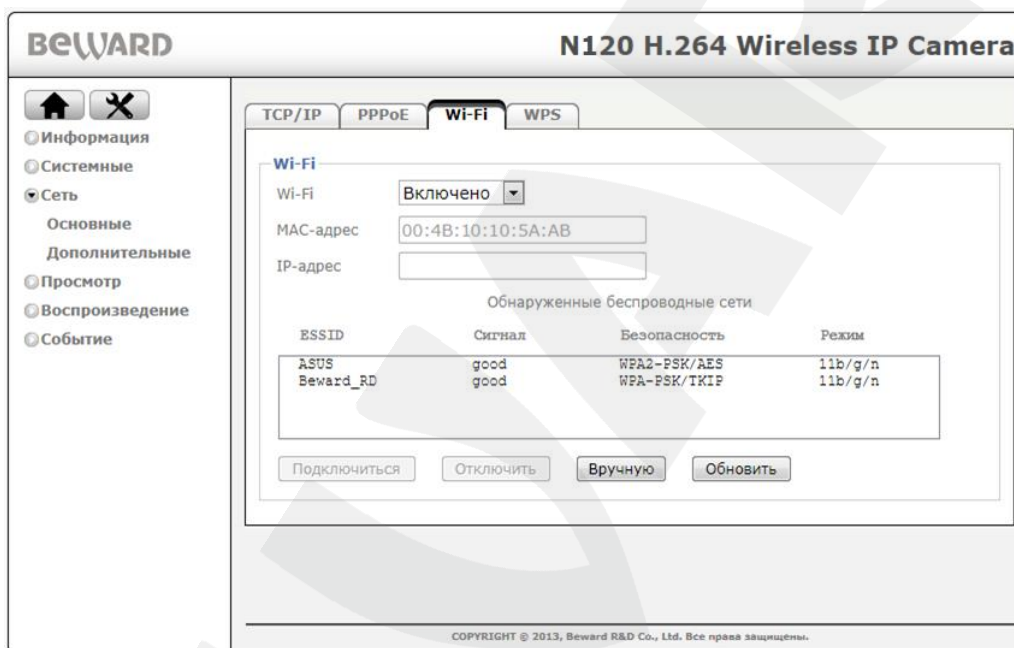 BEWARD
N120 H.264 Wireless IP Camera
Информация
Системные
Сеть
Основные
Дополнительные
Просмотр
Воспроизведение
Событие
TCP/IP PPPoE Wi-Fi WPS
Wi-Fi
Wi-Fi Включено
MAC-адрес 00:4B:10:10:5A:AB
IP-адрес
Обнаруженные беспроводные сети
ESSID Сигнал Безопасность Режим
ASUS good WPA2-PSK/AES 11b/g/n
Beward_RD good WPA-PSK/TKIP 11b/g/n
Подключиться Отключить Вручную Обновить
COPYRIGHT © 2013, Beward R&D Co., Ltd. Все права защищены.